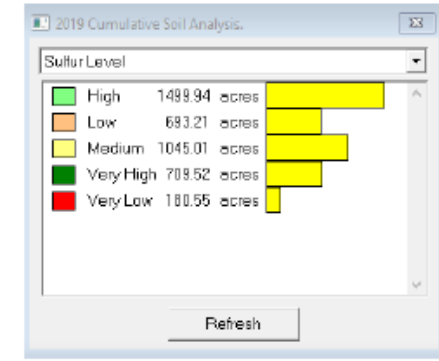 2019 Cumulative Soil Analysis.
Sulfur Level
High 1499.94 acres
Low 693.21 acres
Medium 1045.01 acres
Very High 709.52 acres
Very Low 180.55 acres
Refresh